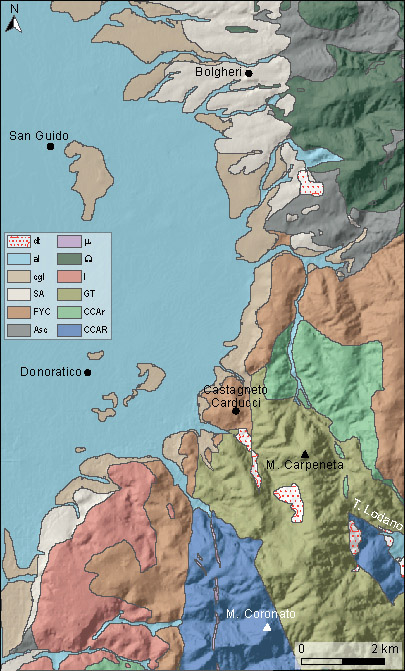 N
Bolgheri
San Guido
dt
al
cgl
SA
FYC
Asc
μ
Ω
l
GT
CCAr
CCAR
Donoratico
Castagneto
Carducci
M. Carpeneta
T. Lodano
M. Coronato
0 2 km